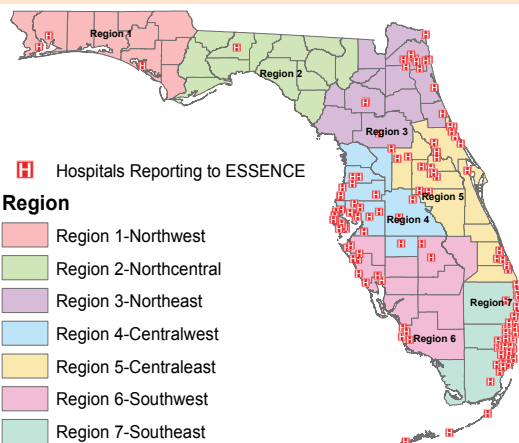 Region 1
Region 2
Region 3
H Hospitals Reporting to ESSENCE
Region
Region 5
Region 4
Region 1-Northwest
Region 2-Northcentral
Region 3-Northeast
Region 7
Region 4-Centralwest
Region 6
Region 5-Centraleast
Region 6-Southwest
Region 7-Southeast